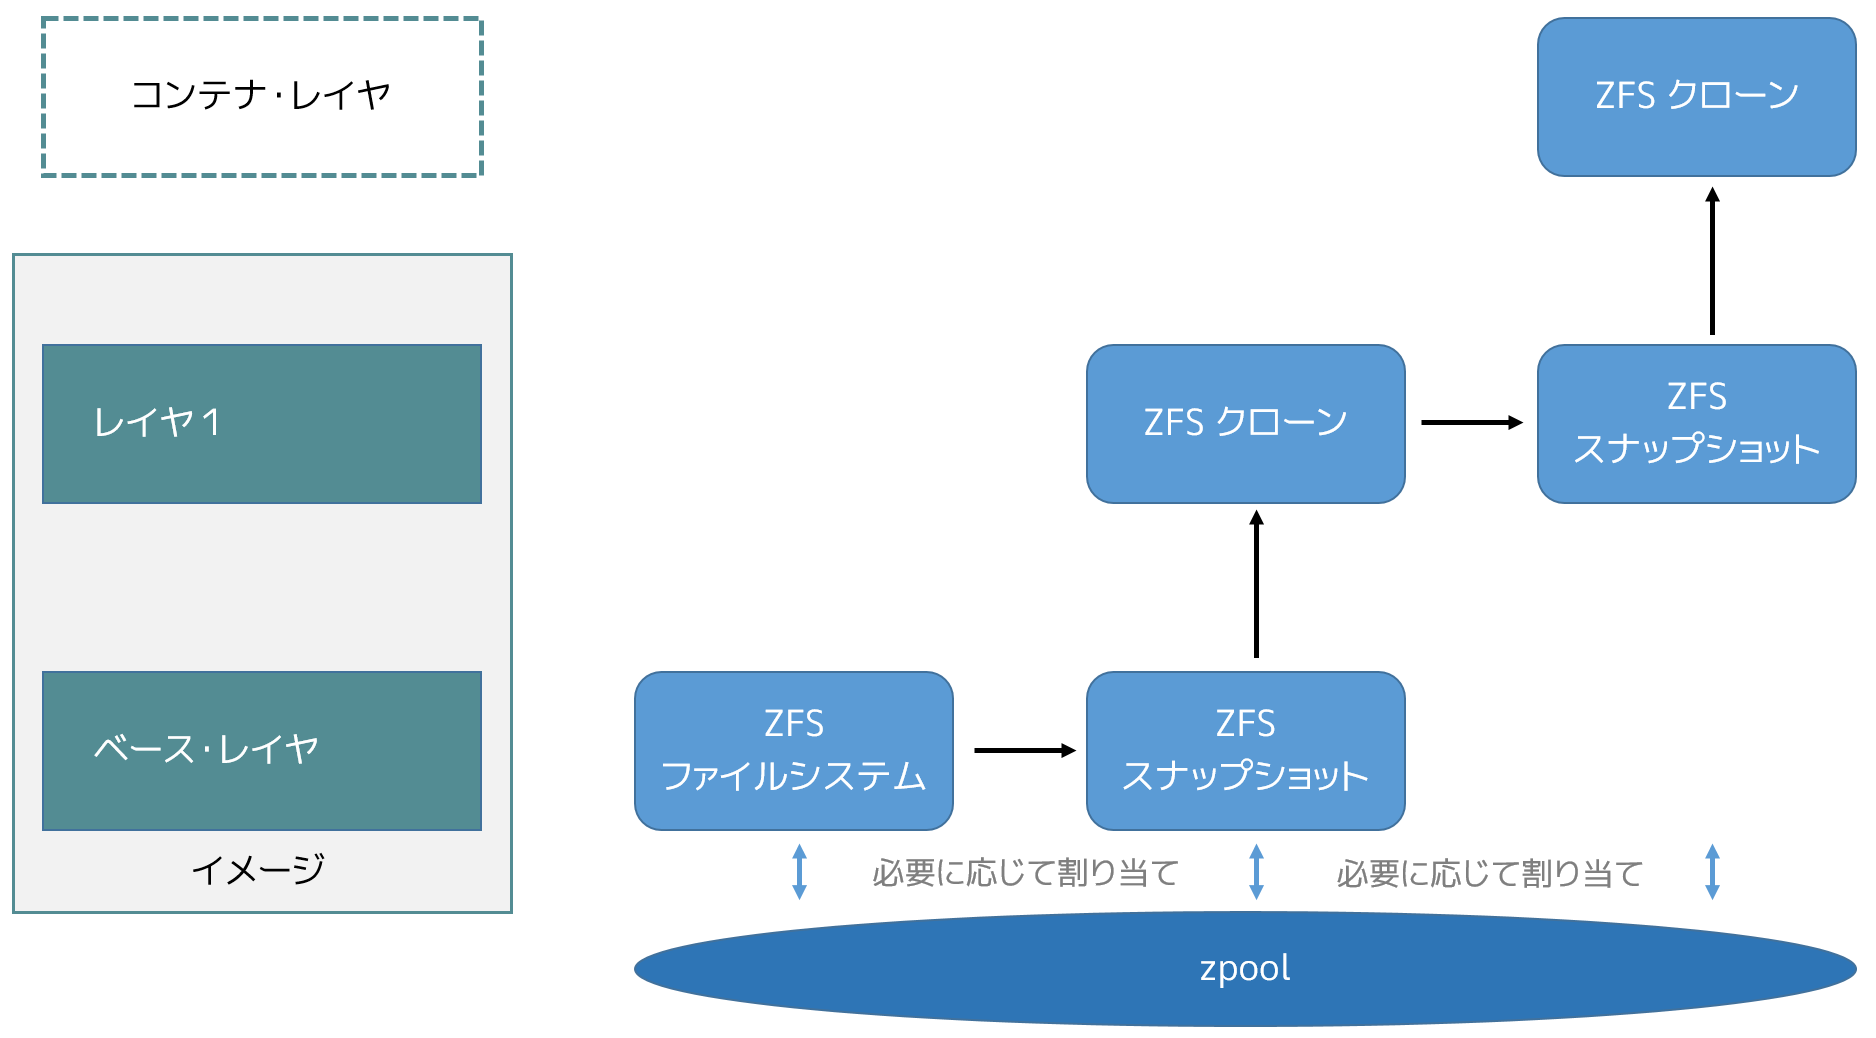 コンテナ・レイヤ
ZFS クローン
レイヤ 1
ZFS クローン
ZFS
スナップショット
ベース・レイヤ
ZFS
ファイルシステム
ZFS
スナップショット
イメージ
必要に応じて割り当て
必要に応じて割り当て
zpool